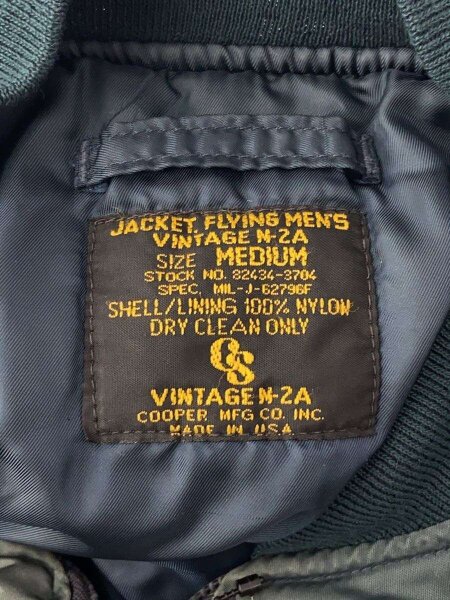 JACKET, FLYING MEN'S
VINTAGE N-2A
SIZE MEDIUM
STOCK NO. 82434-3704
SPEC. MIL-J-62796F
SHELL/LINING 100% NYLON
DRY CLEAN ONLY
CS
VINTAGE N-2A
COOPER MFG CO. INC.
MADE IN U.S.A